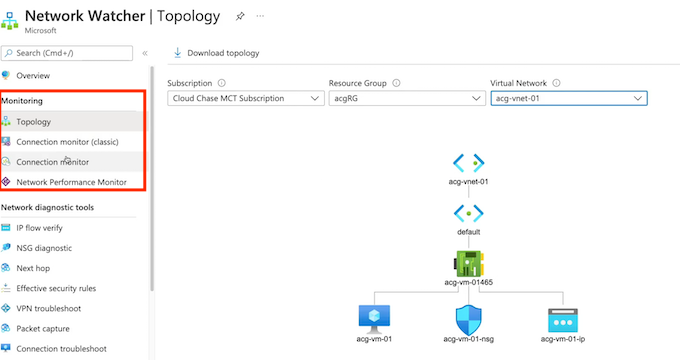 Network Watcher | Topology
Microsoft
Search (Cmd+/)
Overview
Monitoring
Topology
Connection monitor (classic)
Connection monitor
Network Performance Monitor
Network diagnostic tools
IP flow verify
NSG diagnostic
Next hop
Effective security rules
VPN troubleshoot
Packet capture
Connection troubleshoot
Download topology
Subscription
Resource Group
Virtual Network
Cloud Chase MCT Subscription
acgRG
acg-vnet-01
acg-vnet-01
default
acg-vm-01465
acg-vm-01
acg-vm-01-nsg
acg-vm-01-ip